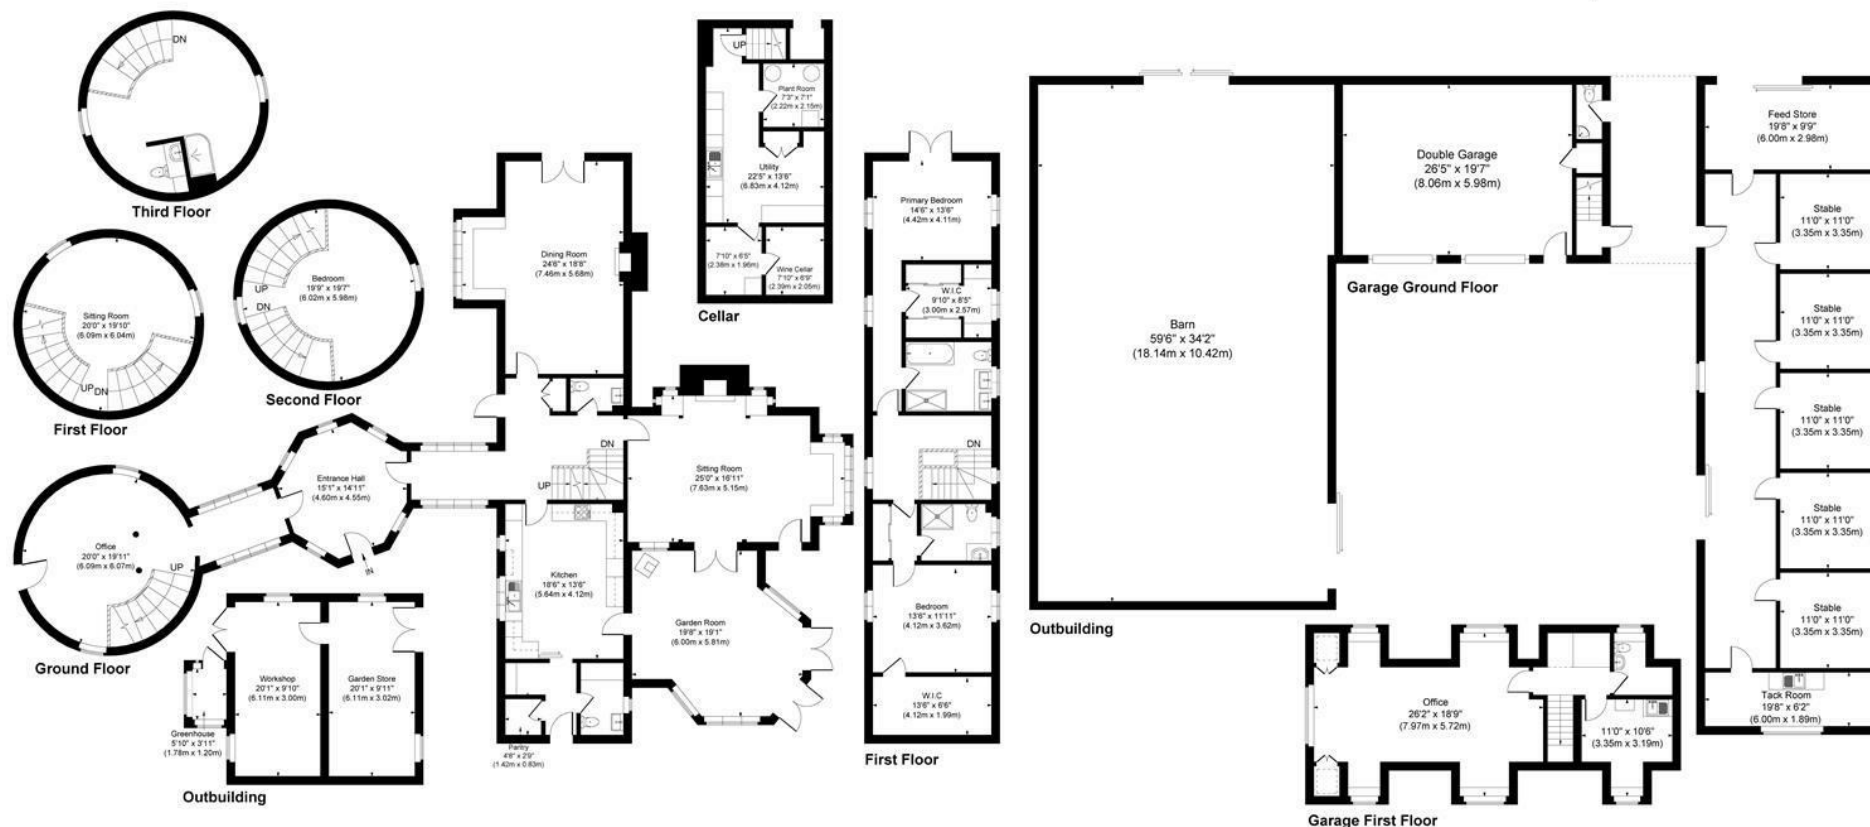 DN
Third Floor
Sitting Room
20'0" x 19'10"
(6.09m x 6.04m)
UP
DN
First Floor
Bedroom
19'9" x 19'7"
(6.02m x 5.98m)
UP
DN
Second Floor
Office
20'0" x 19'11"
(6.09m x 6.07m)
UP
Ground Floor
Entrance Hall
15'1" x 14'11"
(4.60m x 4.55m)
IN
Workshop
20'1" x 9'10"
(6.11m x 3.00m)
Garden Store
20'1" x 9'11"
(6.11m x 3.02m)
Greenhouse
5'10" x 3'11"
(1.78m x 1.20m)
Outbuilding
Dining Room
24'6" x 18'8"
(7.46m x 5.68m)
DN
UP
Sitting Room
25'0" x 16'11"
(7.63m x 5.15m)
Kitchen
18'6" x 13'6"
(5.64m x 4.12m)
Garden Room
19'8" x 19'1"
(6.00m x 5.81m)
Pantry
4'8" x 2'9"
(1.42m x 0.83m)
UP
Plant Room
7'3" x 7'1"
(2.22m x 2.15m)
Utility
22'5" x 13'6"
(6.83m x 4.12m)
7'10" x 6'5"
(2.38m x 1.96m)
Wine Cellar
7'10" x 6'9"
(2.39m x 2.05m)
Cellar
Primary Bedroom
14'6" x 13'6"
(4.42m x 4.11m)
W.I.C
9'10" x 8'5"
(3.00m x 2.57m)
DN
Bedroom
13'6" x 11'11"
(4.12m x 3.62m)
W.I.C
13'6" x 6'6"
(4.12m x 1.99m)
First Floor
Barn
59'6" x 34'2"
(18.14m x 10.42m)
Outbuilding
Double Garage
26'5" x 19'7"
(8.06m x 5.98m)
Garage Ground Floor
Feed Store
19'8" x 9'9"
(6.00m x 2.98m)
Stable
11'0" x 11'0"
(3.35m x 3.35m)
Stable
11'0" x 11'0"
(3.35m x 3.35m)
Stable
11'0" x 11'0"
(3.35m x 3.35m)
Stable
11'0" x 11'0"
(3.35m x 3.35m)
Stable
11'0" x 11'0"
(3.35m x 3.35m)
Tack Room
19'8" x 6'2"
(6.00m x 1.89m)
Office
26'2" x 18'9"
(7.97m x 5.72m)
11'0" x 10'6"
(3.35m x 3.19m)
Garage First Floor